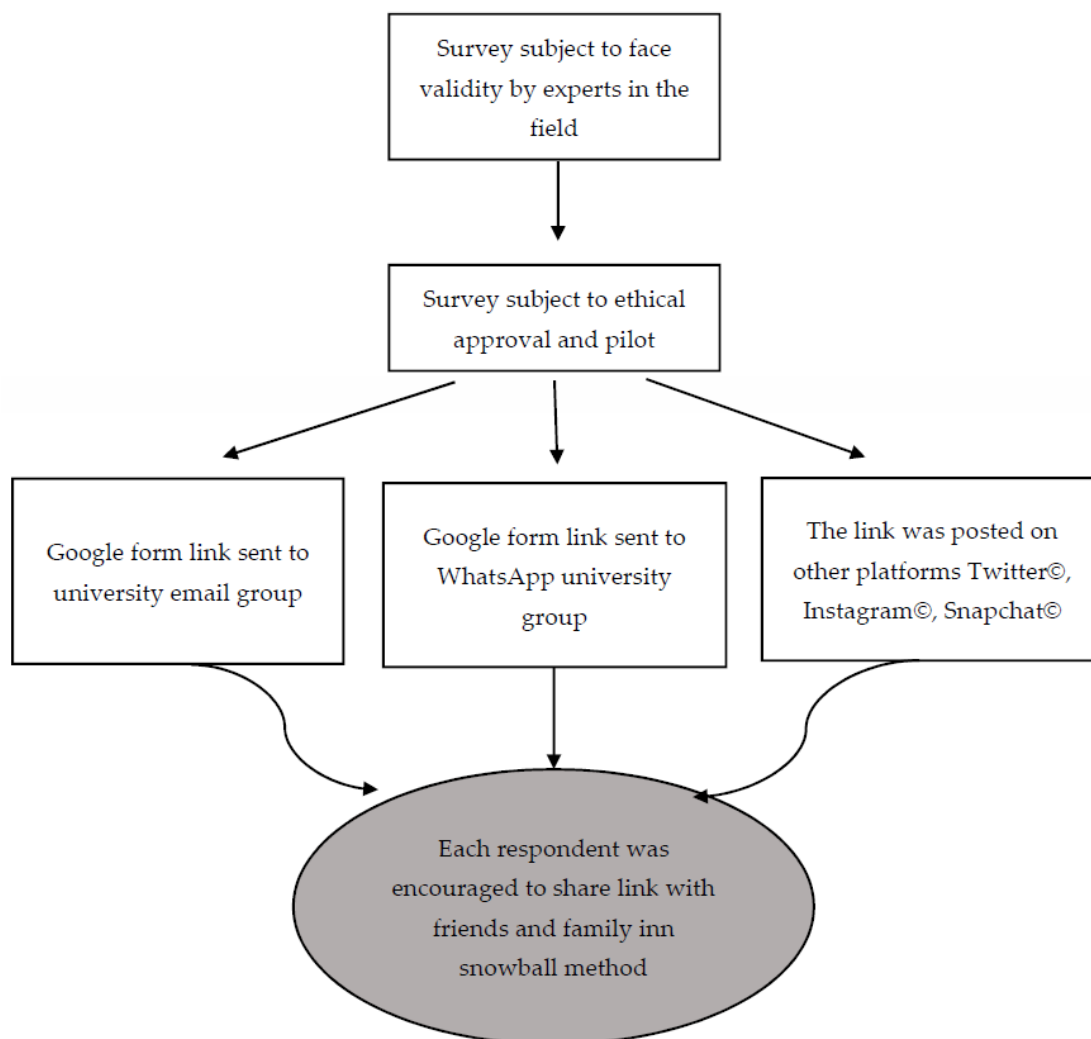 Survey subject to face
validity by experts in the
field
Survey subject to ethical
approval and pilot
Google form link sent to
university email group
Google form link sent to
WhatsApp university
group
The link was posted on
other platforms Twitter©,
Instagram©, Snapchat©
Each respondent was
encouraged to share link with
friends and family inn
snowball method